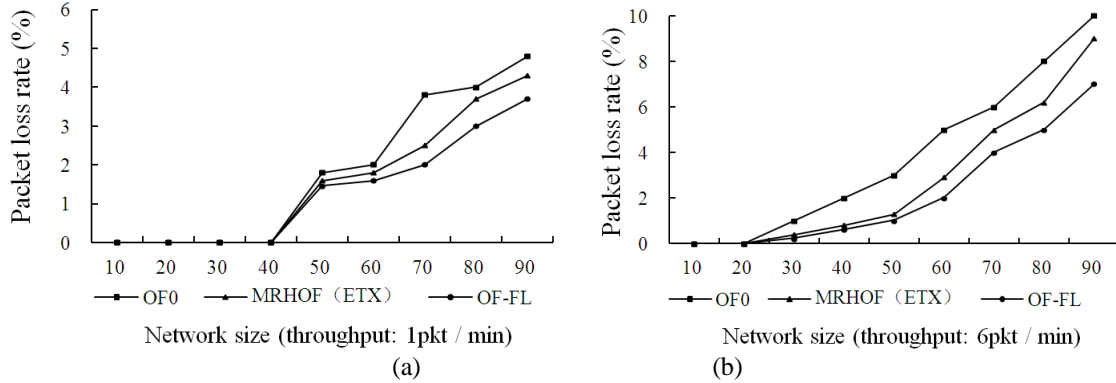 Packet loss rate (%)
6
5
4
3
2
1
0
10 20 30 40 50 60 70 80 90
OF0 MRHOF（ETX） OF-FL
Network size (throughput: 1pkt / min)
(a)
Packet loss rate (%)
10
8
6
4
2
0
10 20 30 40 50 60 70 80 90
OF0 MRHOF（ETX） OF-FL
Network size (throughput: 6pkt / min)
(b)